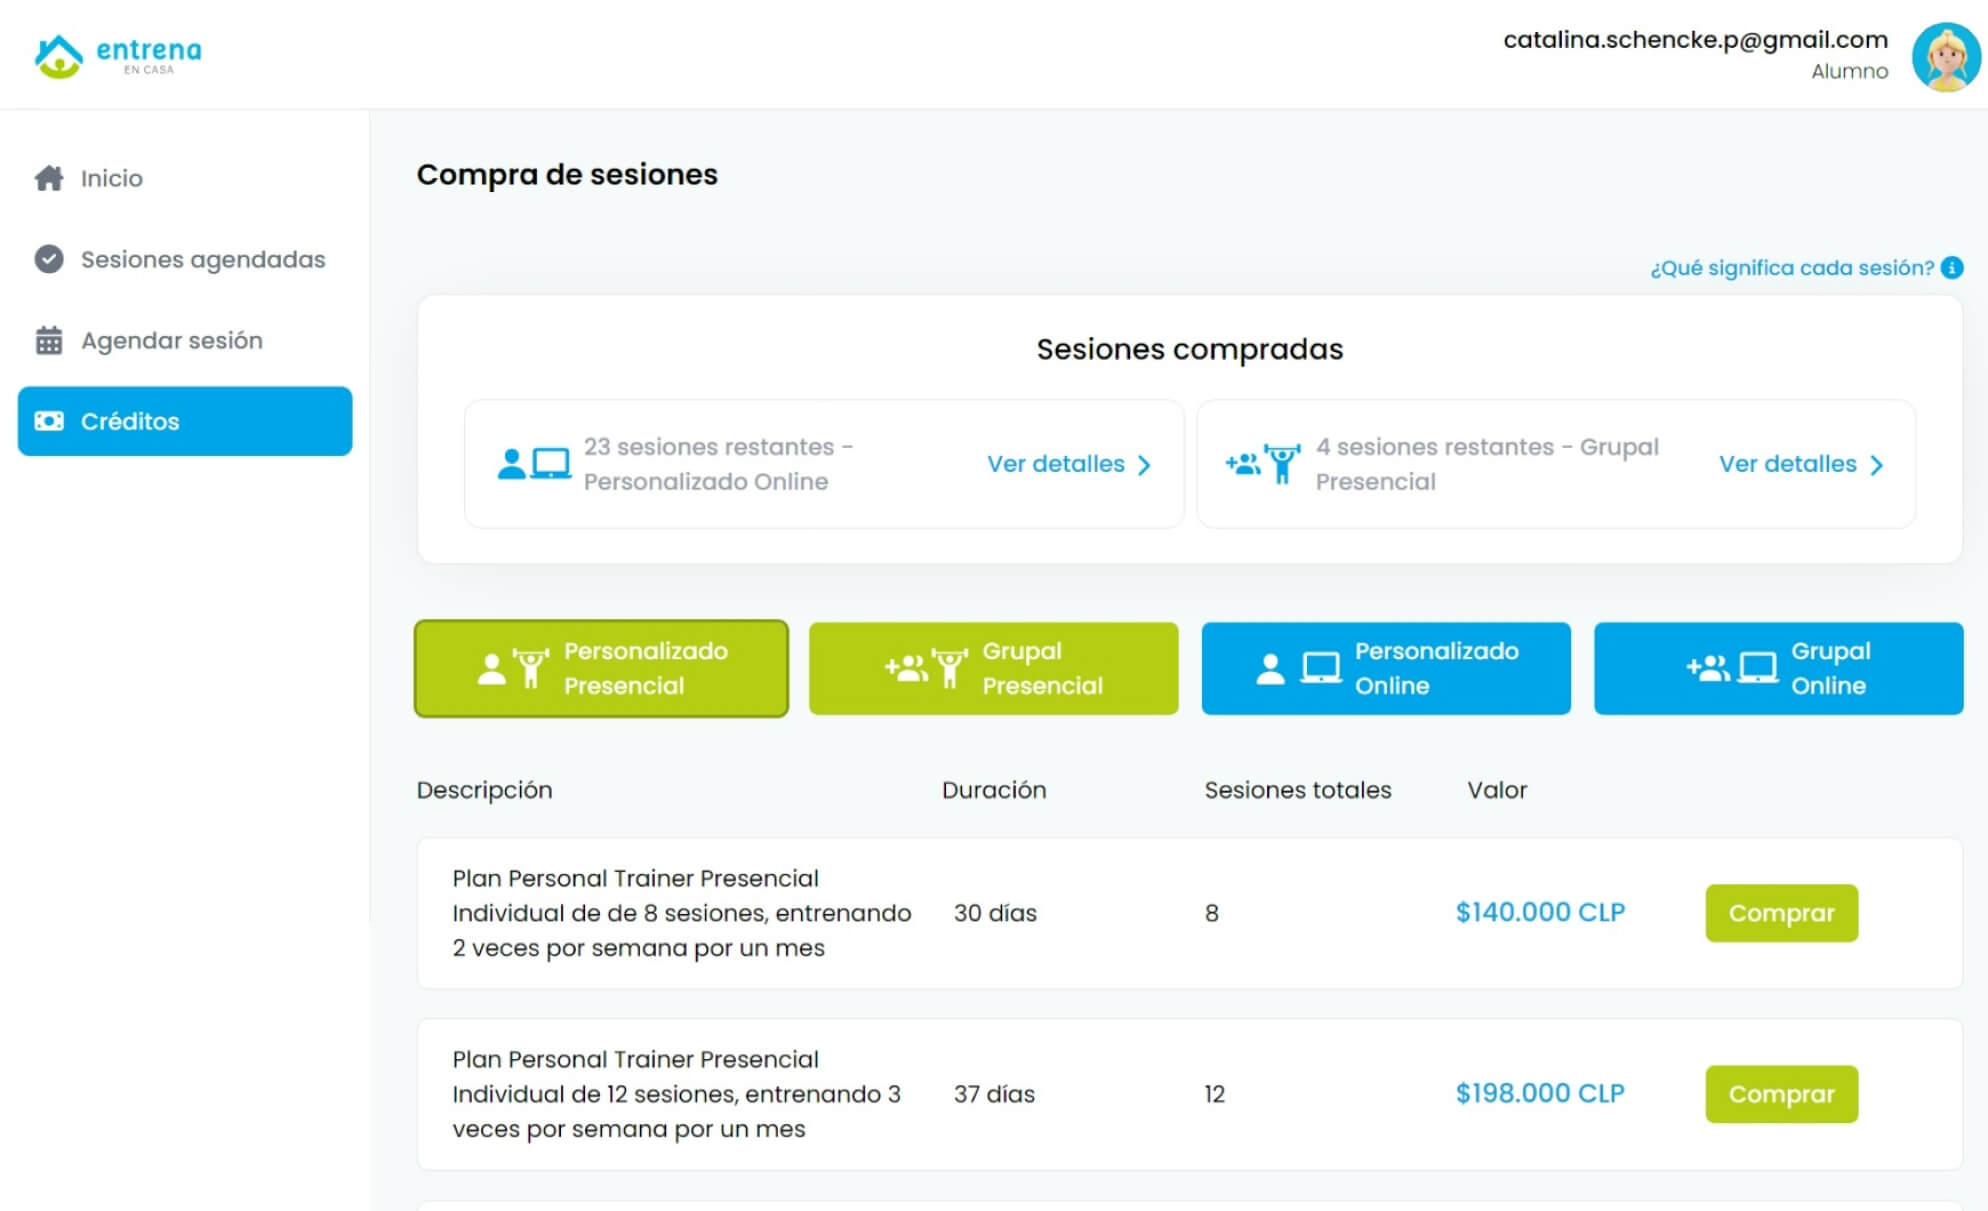 entrena
EN CASA
catalina.schencke.p@gmail.com
Alumno
Inicio
Sesiones agendadas
Agendar sesión
Créditos
Compra de sesiones
¿Qué significa cada sesión?
Sesiones compradas
23 sesiones restantes -
Personalizado Online
Ver detalles
4 sesiones restantes - Grupal
Presencial
Ver detalles
Personalizado
Presencial
Grupal
Presencial
Personalizado
Online
Grupal
Online
Descripción
Duración
Sesiones totales
Valor
Plan Personal Trainer Presencial
Individual de de 8 sesiones, entrenando
2 veces por semana por un mes
30 días
8
$140.000 CLP
Comprar
Plan Personal Trainer Presencial
Individual de 12 sesiones, entrenando 3
veces por semana por un mes
37 días
12
$198.000 CLP
Comprar